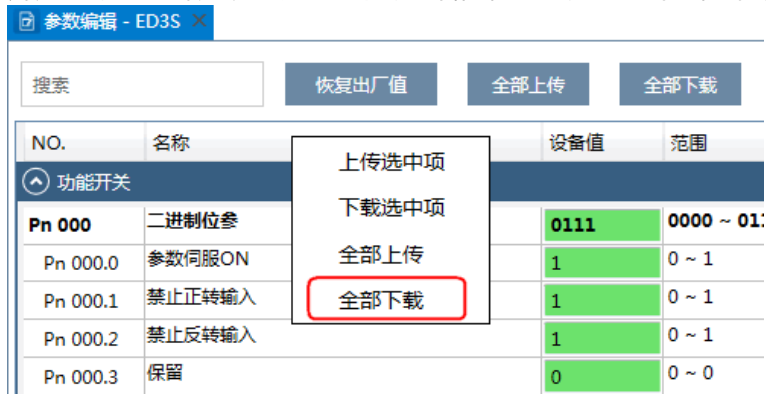 参数编辑 - ED3S ×
搜索 恢复出厂值 全部上传 全部下载
NO. 名称 设备值 范围
功能开关
上传选中项
下载选中项
全部上传
全部下载
Pn 000 二进制位参 0111 0000 ~ 011
Pn 000.0 参数伺服ON 1 0 ~ 1
Pn 000.1 禁止正转输入 1 0 ~ 1
Pn 000.2 禁止反转输入 1 0 ~ 1
Pn 000.3 保留 0 0 ~ 0